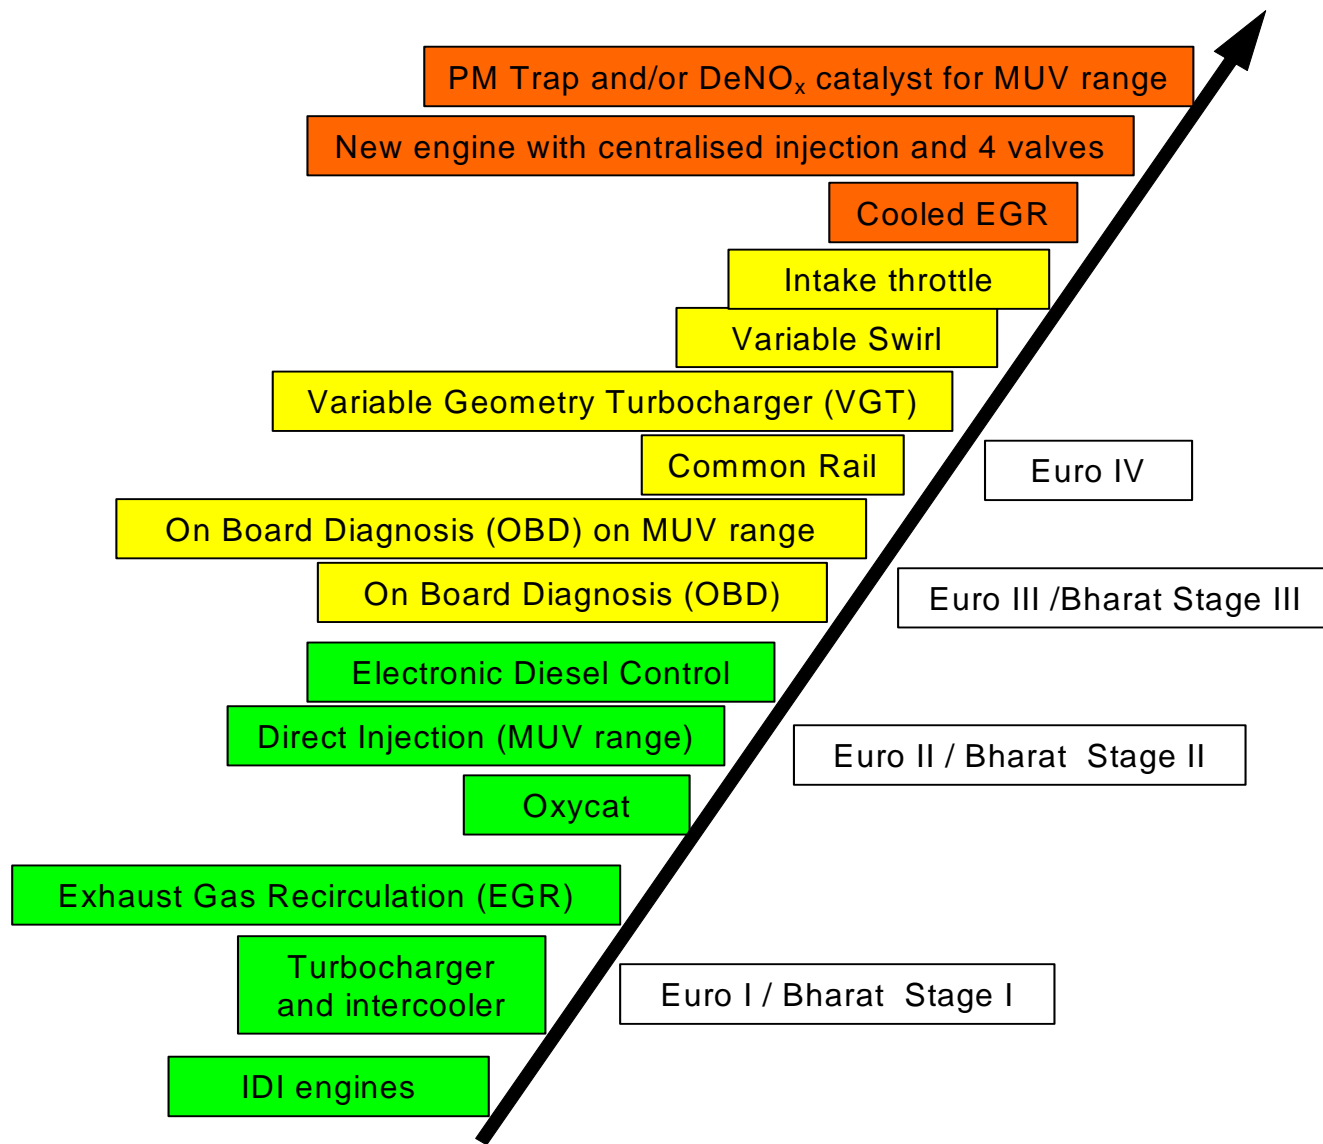 PM Trap and/or DeNOx catalyst for MUV range
New engine with centralised injection and 4 valves
Cooled EGR
Intake throttle
Variable Swirl
Variable Geometry Turbocharger (VGT)
Common Rail
Euro IV
On Board Diagnosis (OBD) on MUV range
On Board Diagnosis (OBD)
Euro III /Bharat Stage III
Electronic Diesel Control
Direct Injection (MUV range)
Euro II / Bharat  Stage II
Oxycat
Exhaust Gas Recirculation (EGR)
Turbocharger
and intercooler
Euro I / Bharat  Stage I
IDI engines